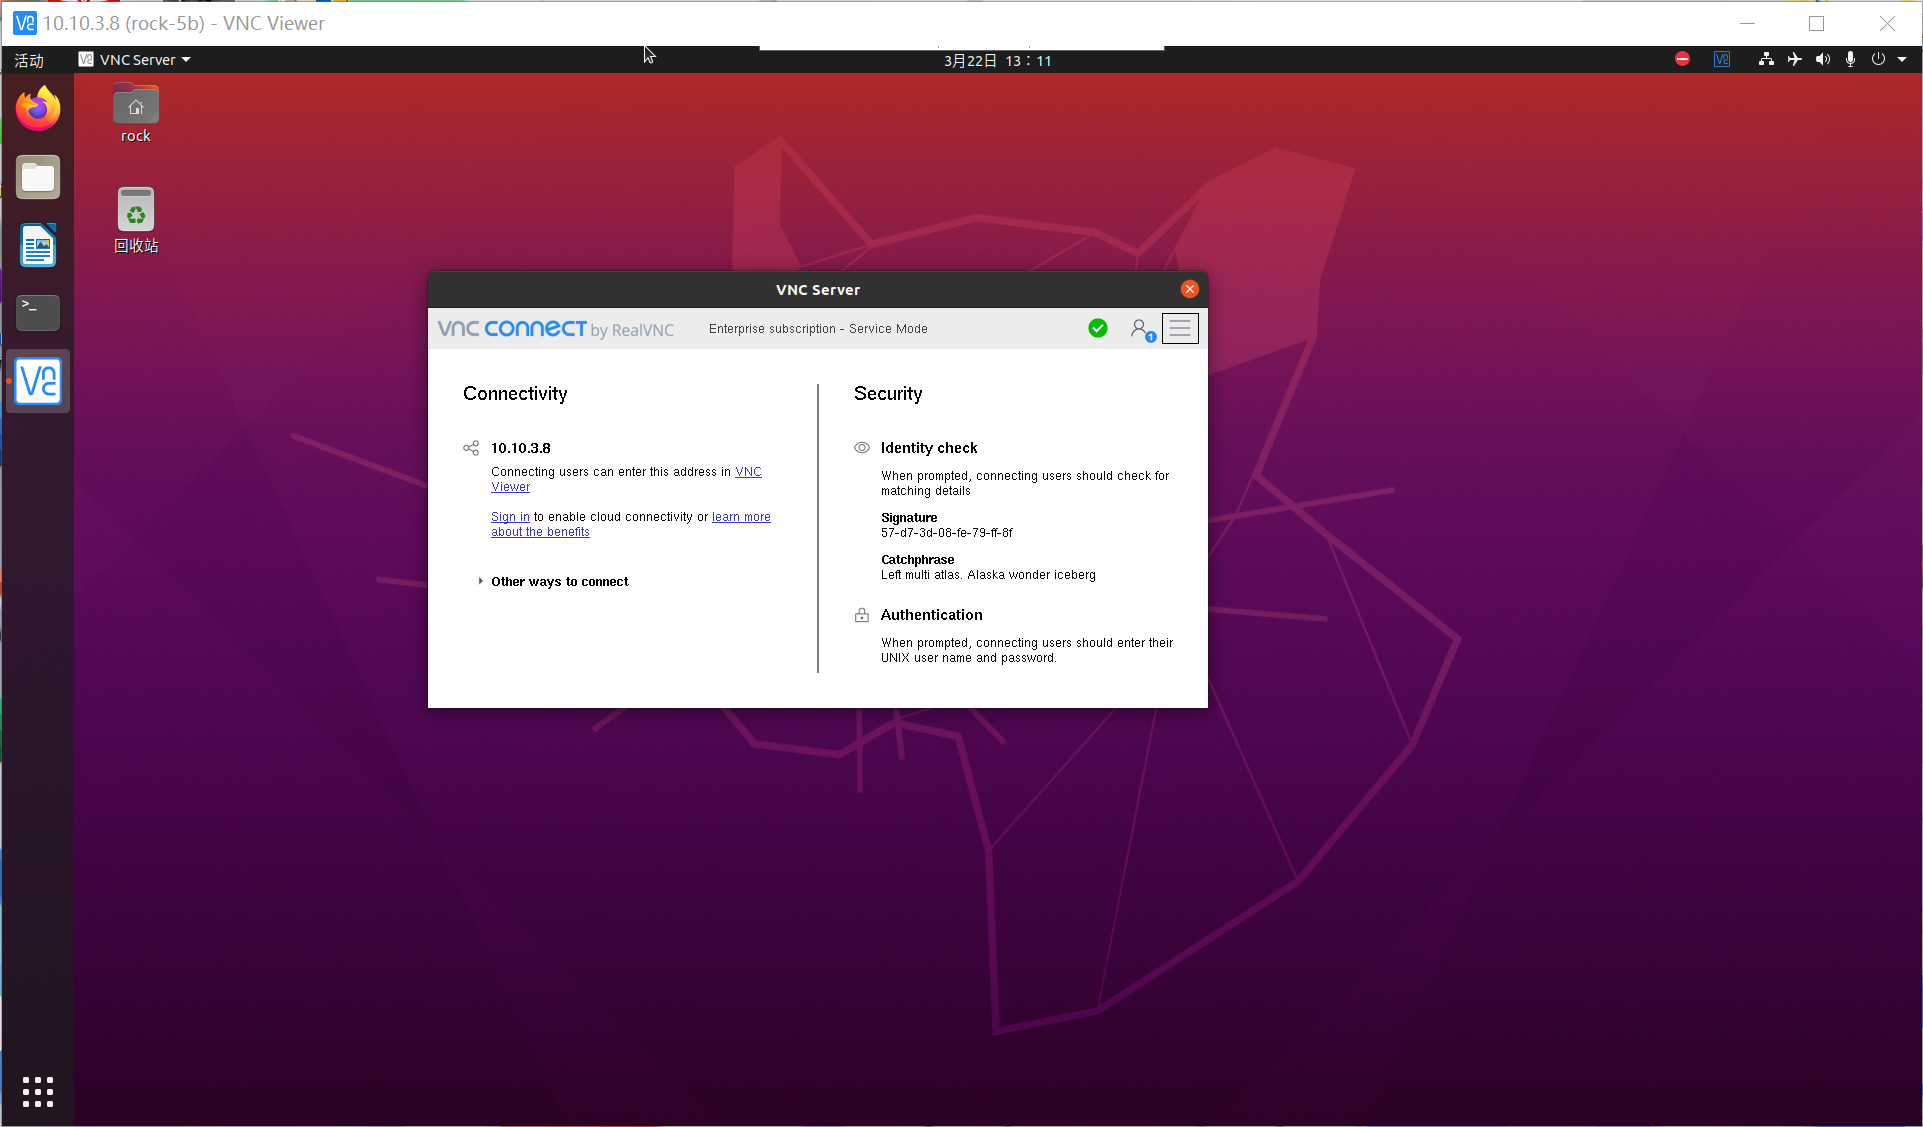 10.10.3.8 (rock-5b) - VNC Viewer
活动
VNC Server
3月22日 13：11
rock
回收站
VNC Server
vnc connect by RealVNC
Enterprise subscription - Service Mode
1
Connectivity
10.10.3.8
Connecting users can enter this address in VNC
Viewer
Sign in to enable cloud connectivity or learn more
about the benefits
Other ways to connect
Security
Identity check
When prompted, connecting users should check for
matching details
Signature
57-d7-3d-08-fe-79-ff-8f
Catchphrase
Left multi atlas. Alaska wonder iceberg
Authentication
When prompted, connecting users should enter their
UNIX user name and password.